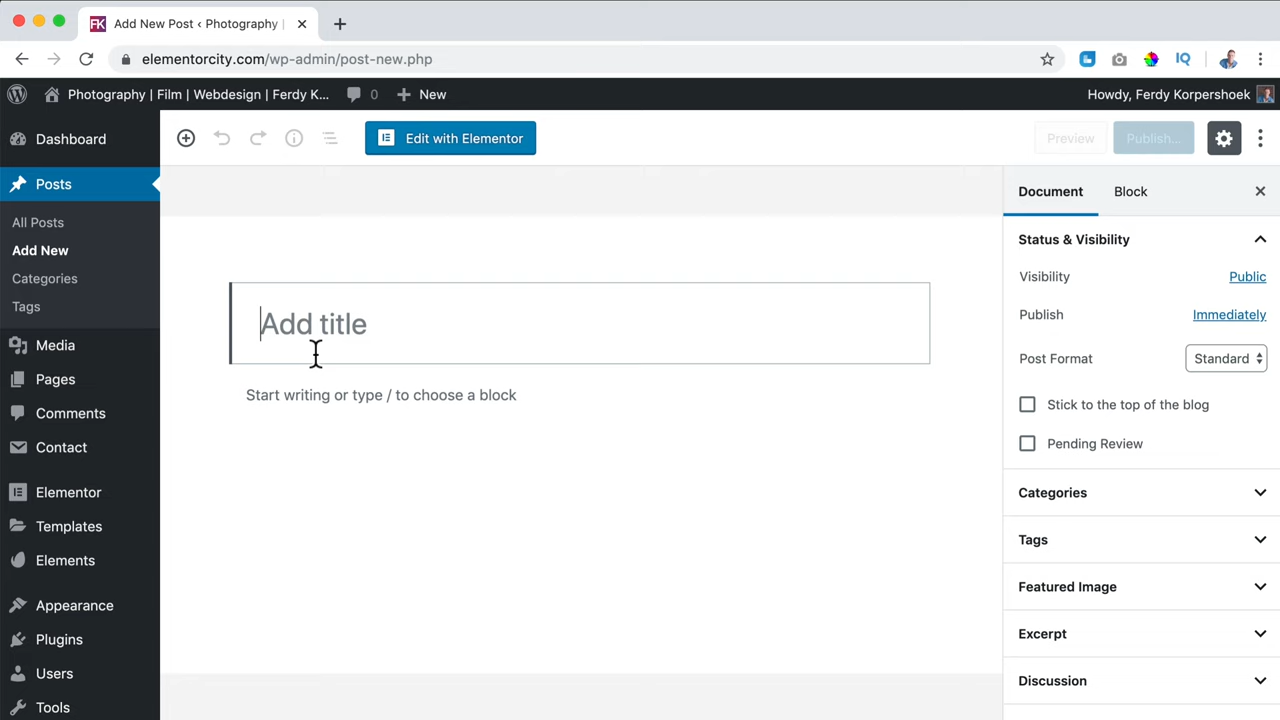 FK Add New Post ‹ Photography |
elementorcity.com/wp-admin/post-new.php
IQ
Photography | Film | Webdesign | Ferdy K... 0 New
Howdy, Ferdy Korpershoek
Dashboard
Posts
All Posts
Add New
Categories
Tags
Media
Pages
Comments
Contact
Elementor
Templates
Elements
Appearance
Plugins
Users
Tools
Edit with Elementor
Preview
Publish...
Add title
Start writing or type / to choose a block
Document Block
Status & Visibility
Visibility Public
Publish Immediately
Post Format Standard
Stick to the top of the blog
Pending Review
Categories
Tags
Featured Image
Excerpt
Discussion